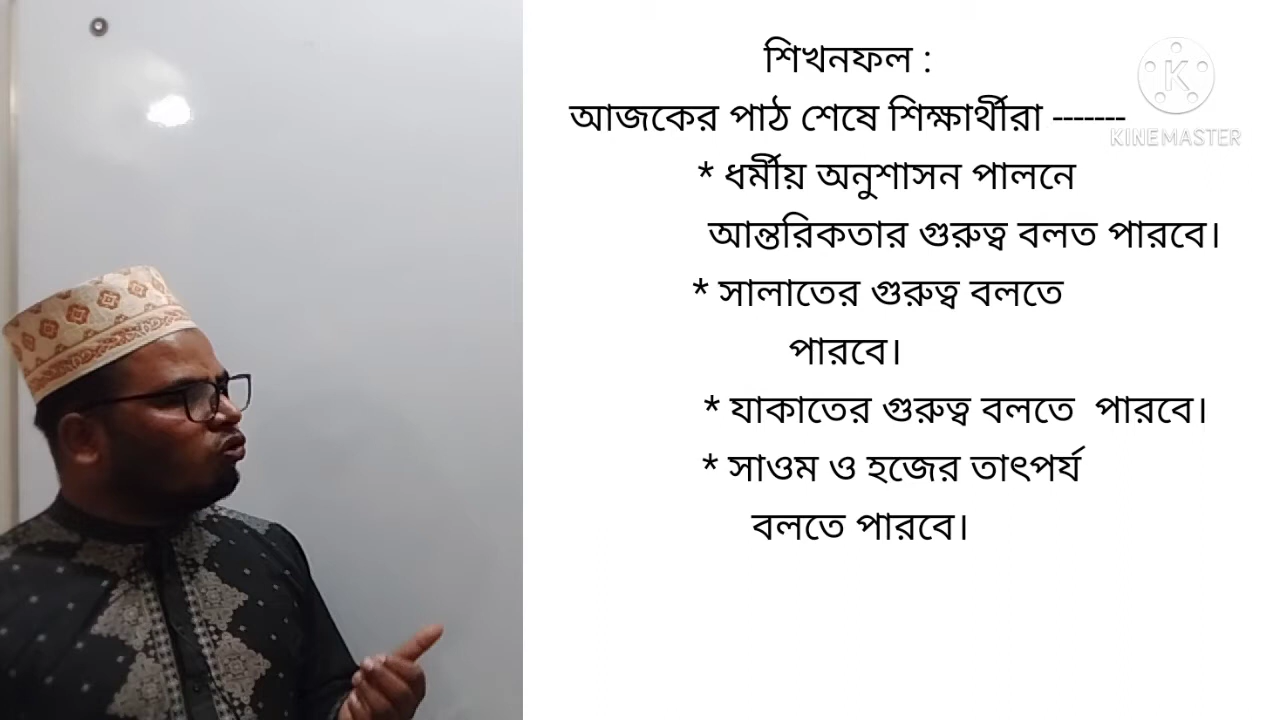 শিখনফল :
আজকের পাঠ শেষে শিক্ষার্থীরা -------
* ধর্মীয় অনুশাসন পালনে
আন্তরিকতার গুরুত্ব বলত পারবে।
* সালাতের গুরুত্ব বলতে
পারবে।
* যাকাতের গুরুত্ব বলতে পারবে।
* সাওম ও হজের তাৎপর্য
বলতে পারবে।
K
KINEMASTER